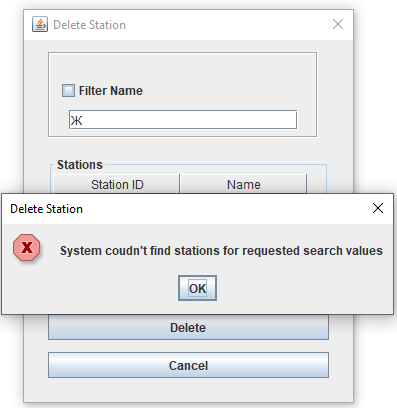 Delete Station
Filter Name
Ж
Stations
Station ID Name
Delete Station
System coudn't find stations for requested search values
OK
Delete
Cancel